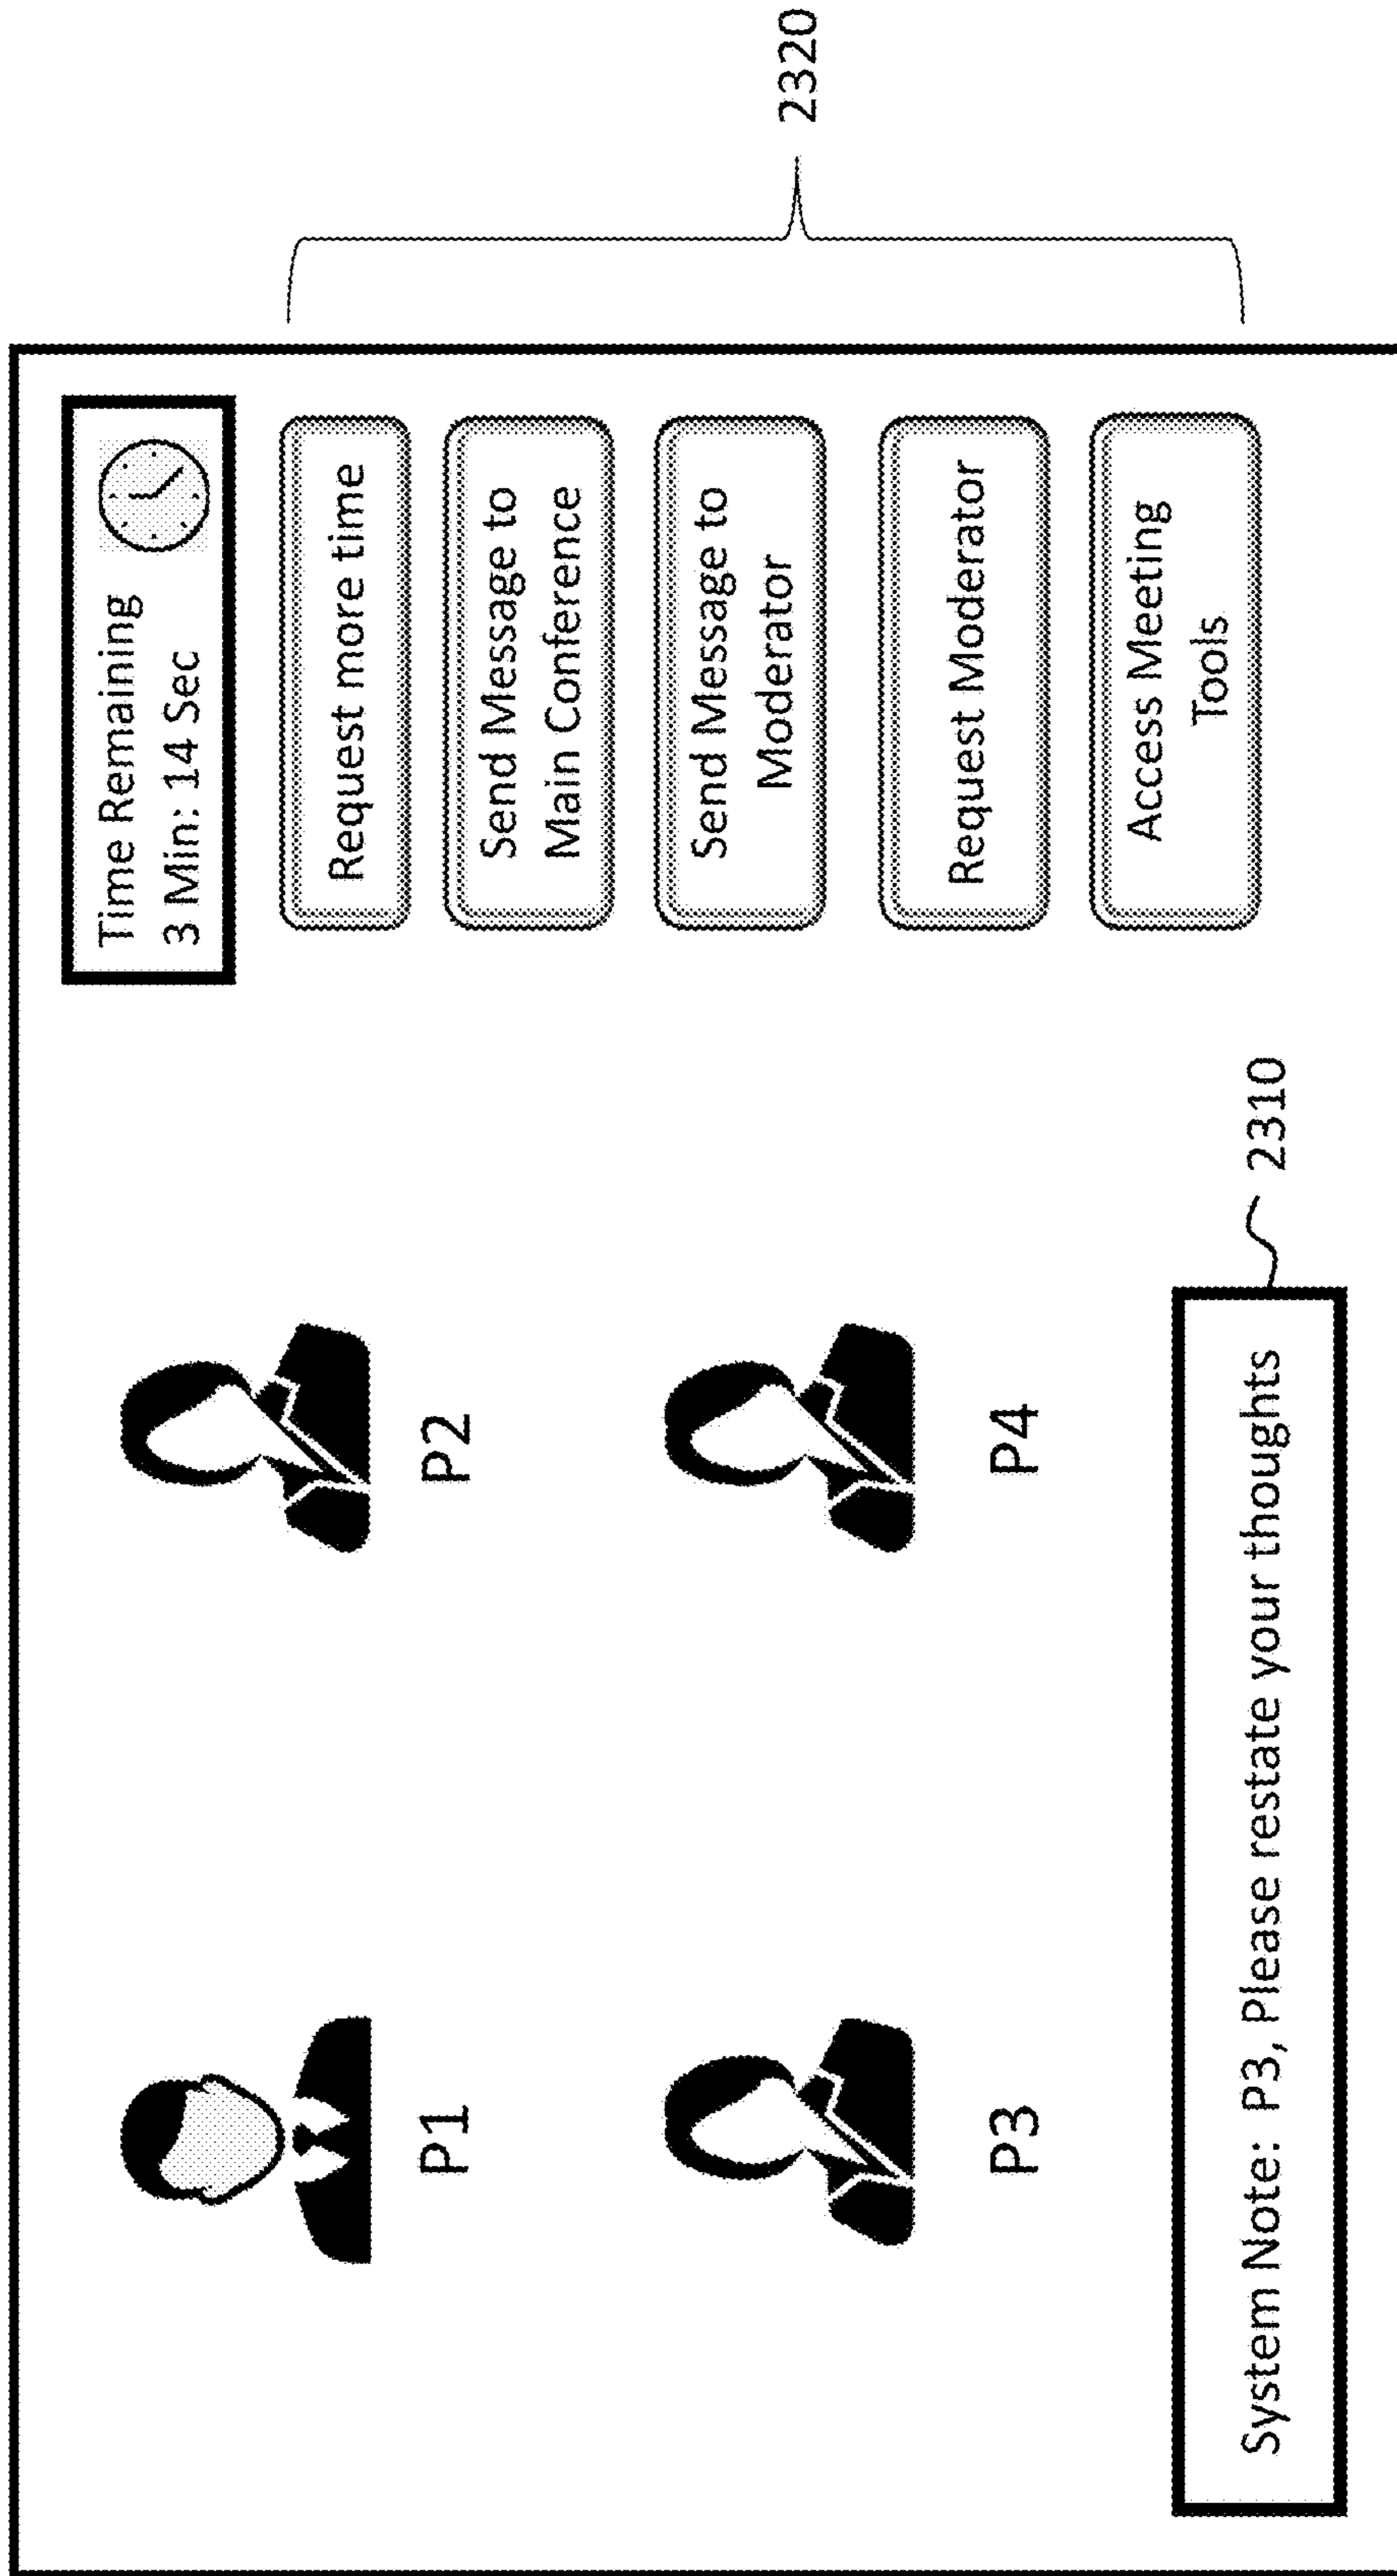 Time Remaining
3 Min: 14 Sec
Request more time
Send Message to
Main Conference
Send Message to
Moderator
Request Moderator
Access Meeting
Tools
2320
P1
P2
P3
P4
System Note:  P3, Please restate your thoughts
2310